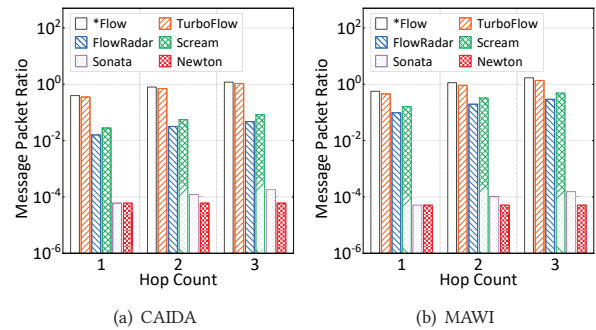 Message Packet Ratio
10^2
10^0
10^-2
10^-4
10^-6
*Flow
TurboFlow
FlowRadar
Scream
Sonata
Newton
1 2 3
Hop Count
(a) CAIDA
Message Packet Ratio
10^2
10^0
10^-2
10^-4
10^-6
*Flow
TurboFlow
FlowRadar
Scream
Sonata
Newton
1 2 3
Hop Count
(b) MAWI